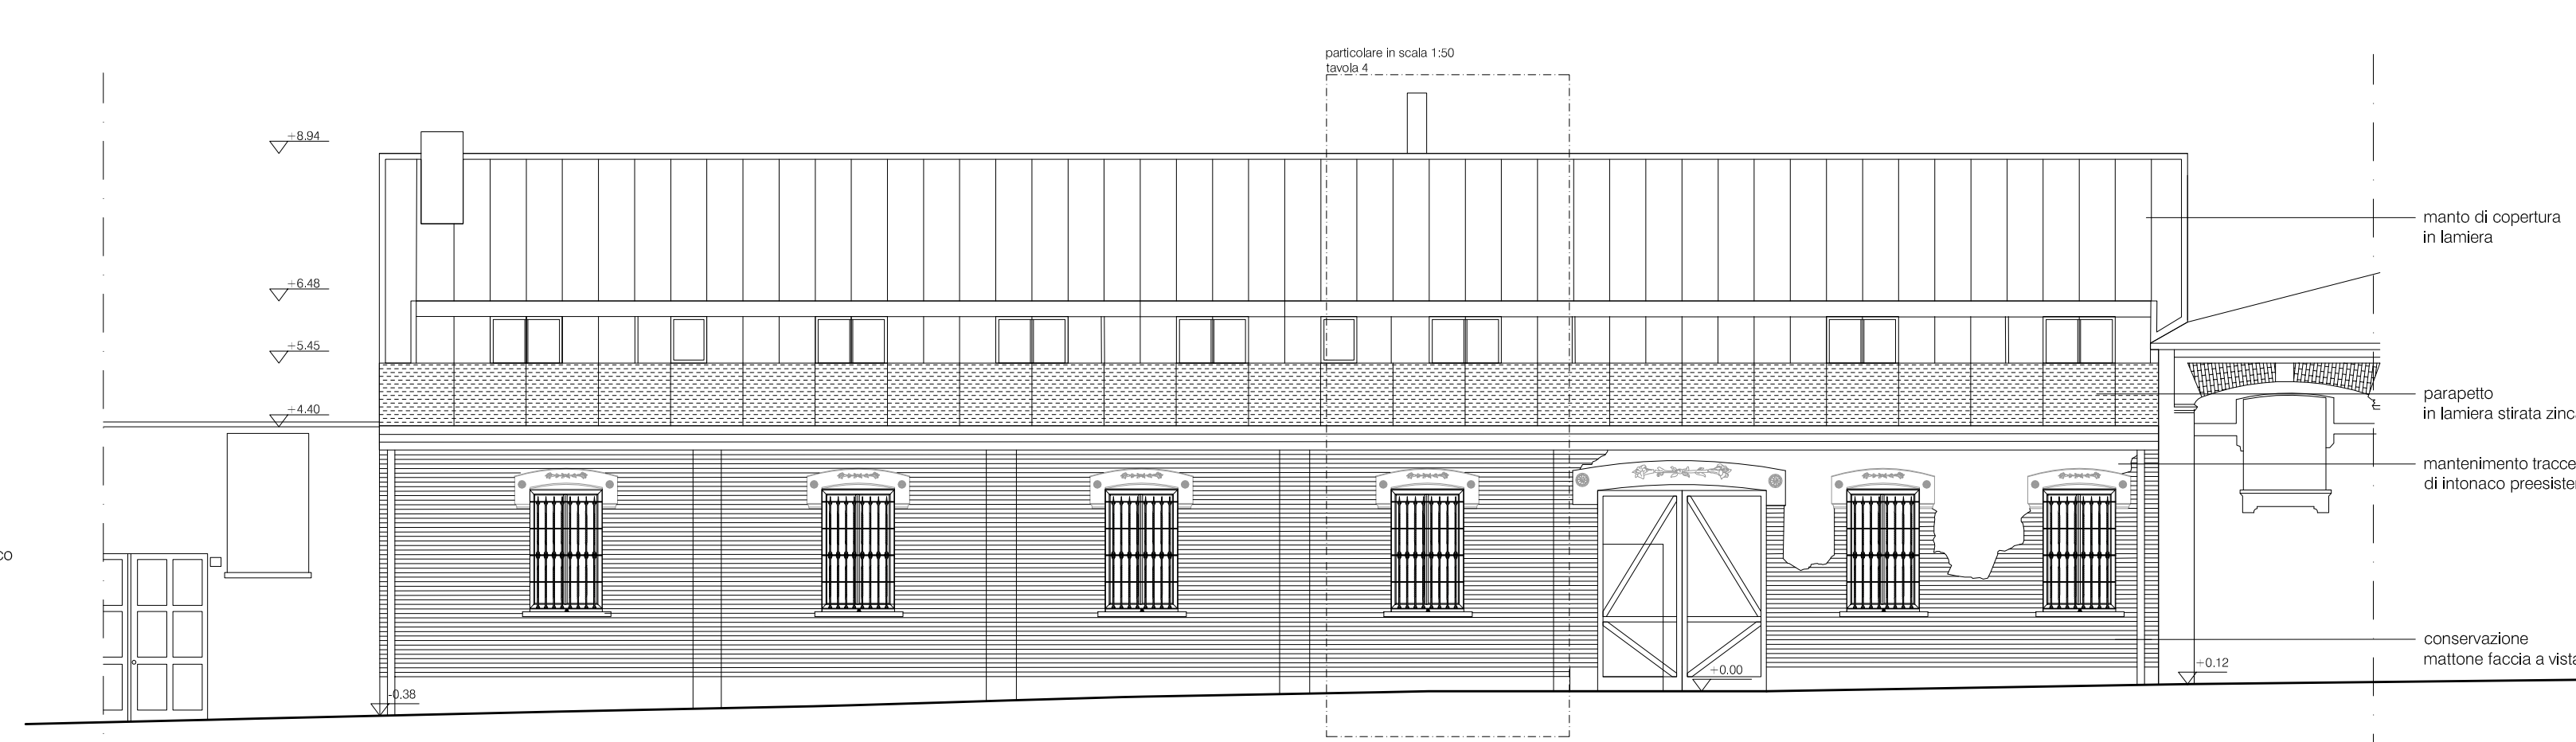 particolare in scala 1:50
tavola 4
+8.94
+6.48
+5.45
+4.40
-0.38
+0.00
+0.12
manto di copertura
in lamiera
parapetto
in lamiera stirata zinc
mantenimento tracce
di intonaco preesister
conservazione
mattone faccia a vista
co